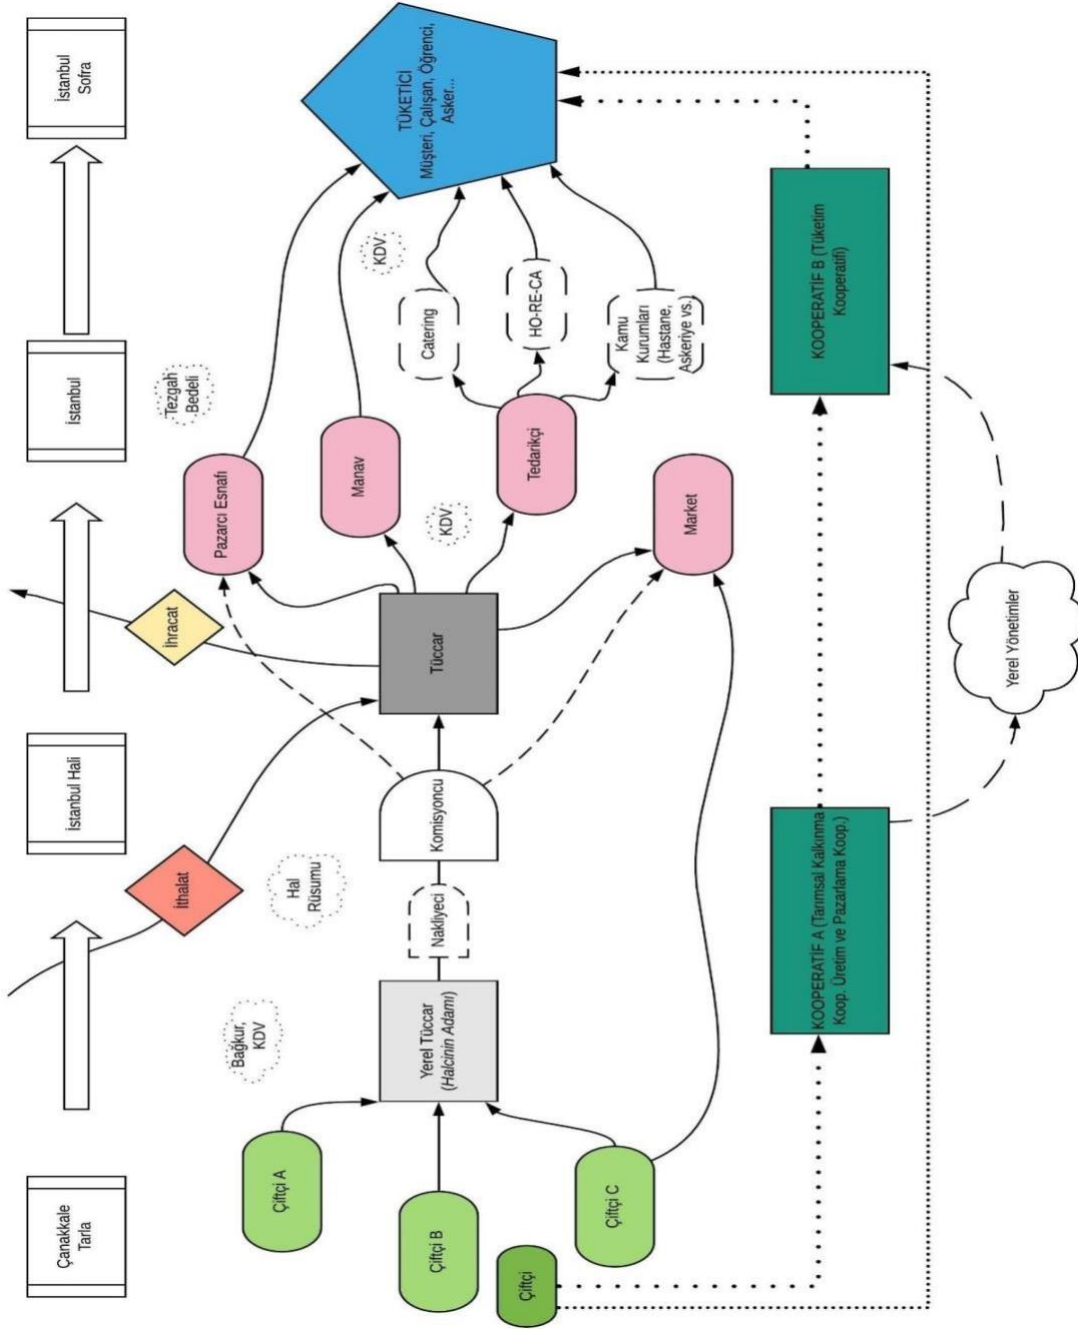 Çanakkale
Tarla
İstanbul Hali
İstanbul
İstanbul
Sofra
İthalat
İhracat
Bağkur,
KDV
Hal
Rüsumu
Tezgah
Bedeli
Çiftçi A
Çiftçi B
Çiftçi C
Çiftçi
Yerel Tüccar
(Halcinin Adamı)
Nakliyeci
Komisyoncu
Tüccar
KDV
Pazarcı Esnafı
Manav
Tedarikçi
Market
KDV
Catering
HO-RE-CA
Kamu
Kurumları
(Hastane,
Askeriye vs.)
TÜKETİCİ
Müşteri, Çalışan, Öğrenci,
Asker...
KOOPERATİF A (Tarımsal Kalkınma
Koop. Üretim ve Pazarlama Koop.)
KOOPERATİF B (Tüketim
Kooperatifi)
Yerel Yönetimler